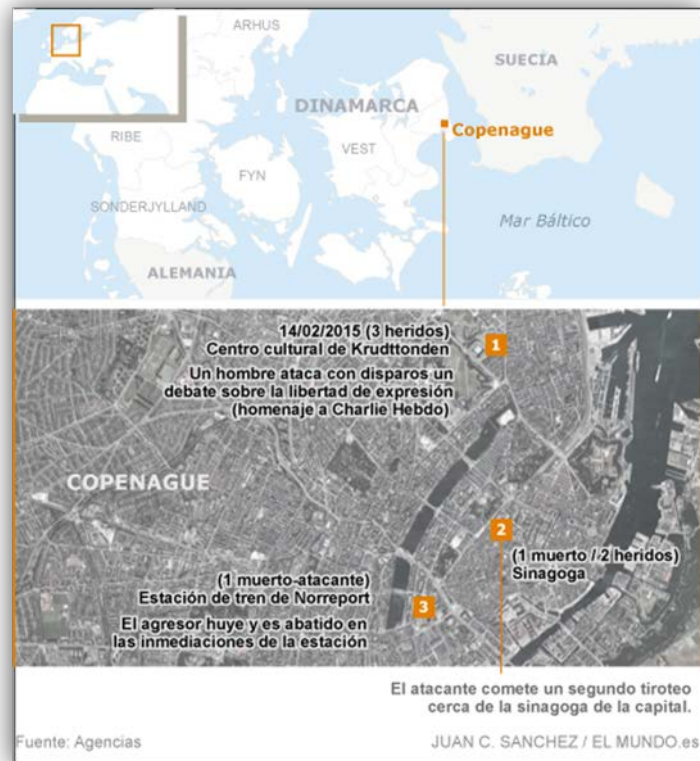 ARHUS
SUECIA
DINAMARCA
Copenague
RIBE
VEST
FYN
SONDERJYLLAND
Mar Báltico
ALEMANIA
14/02/2015 (3 heridos)
Centro cultural de Krudttonden
Un hombre ataca con disparos un
debate sobre la libertad de expresión
(homenaje a Charlie Hebdo)
1
COPENAGUE
2
(1 muerto / 2 heridos)
Sinagoga
(1 muerto-atacante)
Estación de tren de Norreport
3
El agresor huye y es abatido en
las inmediaciones de la estación
El atacante comete un segundo tiroteo
cerca de la sinagoga de la capital.
Fuente: Agencias
JUAN C. SANCHEZ / EL MUNDO.es